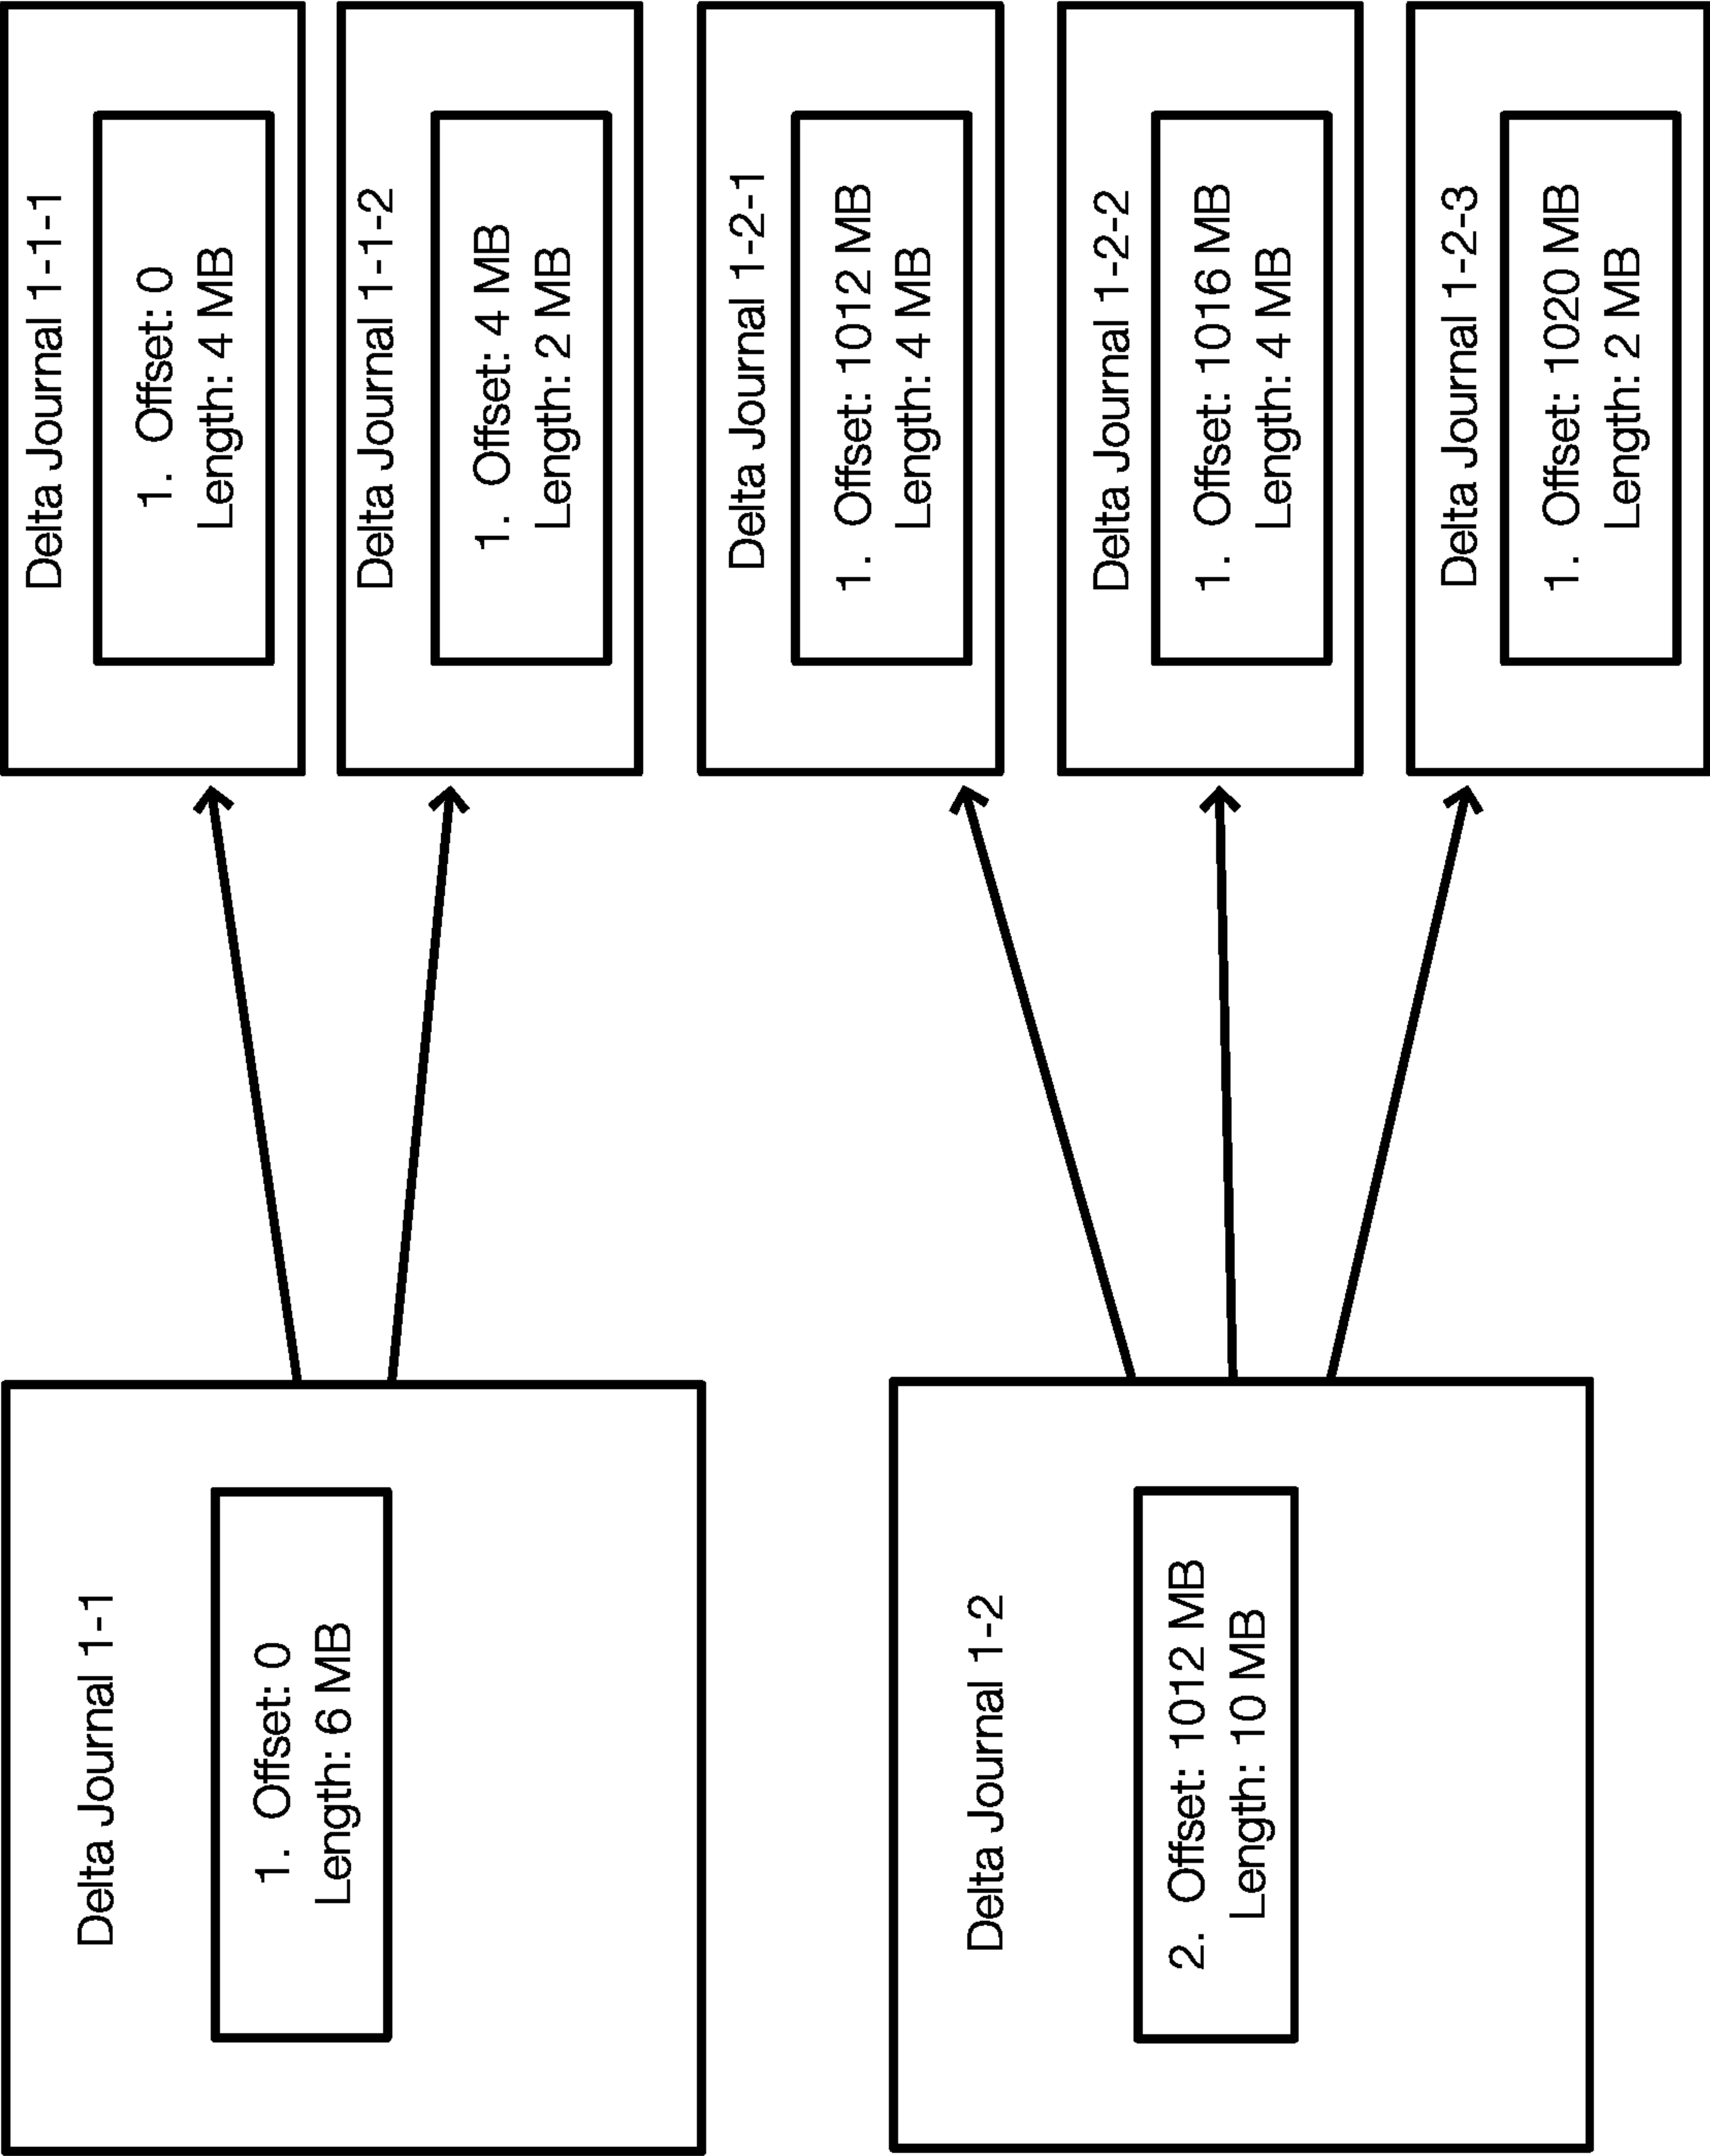 Delta Journal 1-1
1. Offset: 0
Length: 6 MB
Delta Journal 1-2
2. Offset: 1012 MB
Length: 10 MB
Delta Journal 1-1-1
1. Offset: 0
Length: 4 MB
Delta Journal 1-1-2
1. Offset: 4 MB
Length: 2 MB
Delta Journal 1-2-1
1. Offset: 1012 MB
Length: 4 MB
Delta Journal 1-2-2
1. Offset: 1016 MB
Length: 4 MB
Delta Journal 1-2-3
1. Offset: 1020 MB
Length: 2 MB